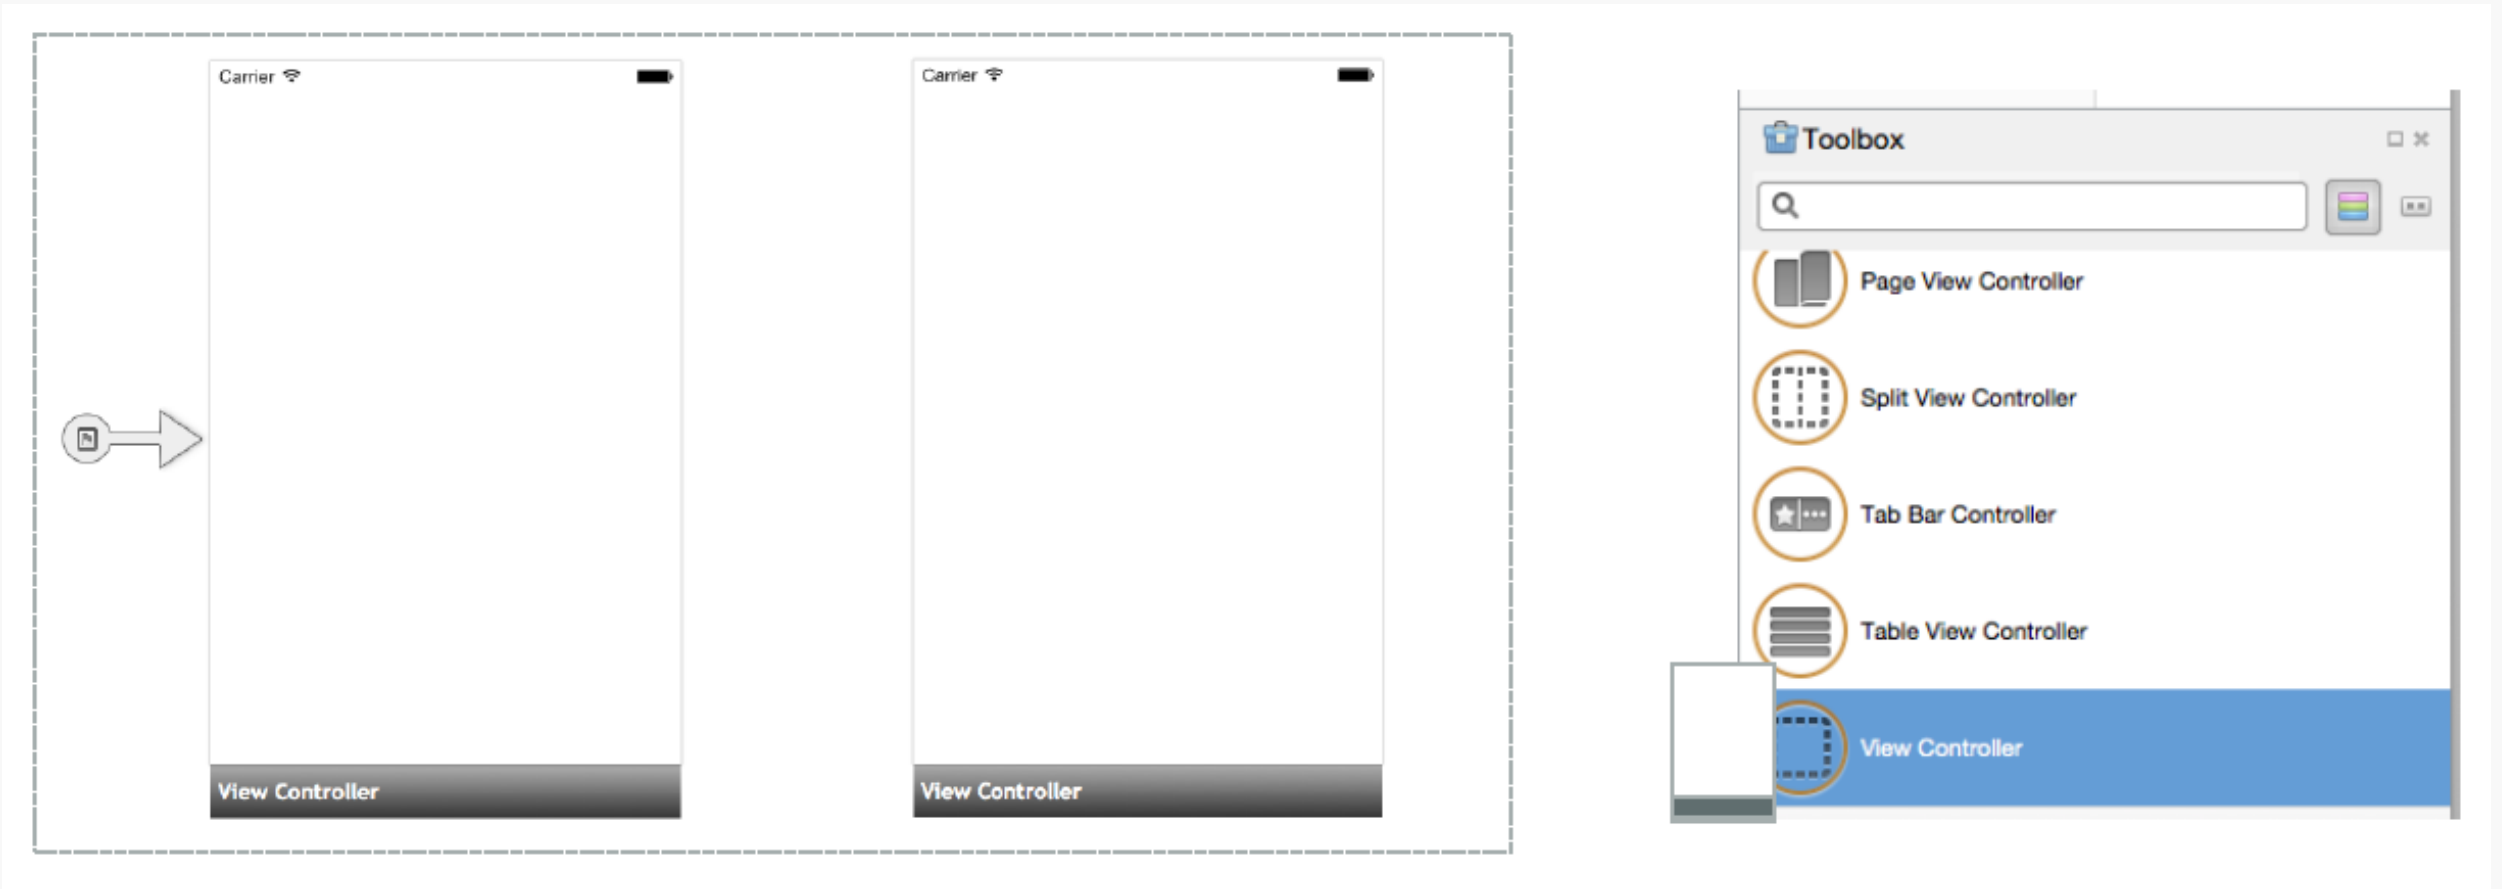 Carrier
View Controller
Carrier
View Controller
Toolbox
Page View Controller
Split View Controller
Tab Bar Controller
Table View Controller
View Controller